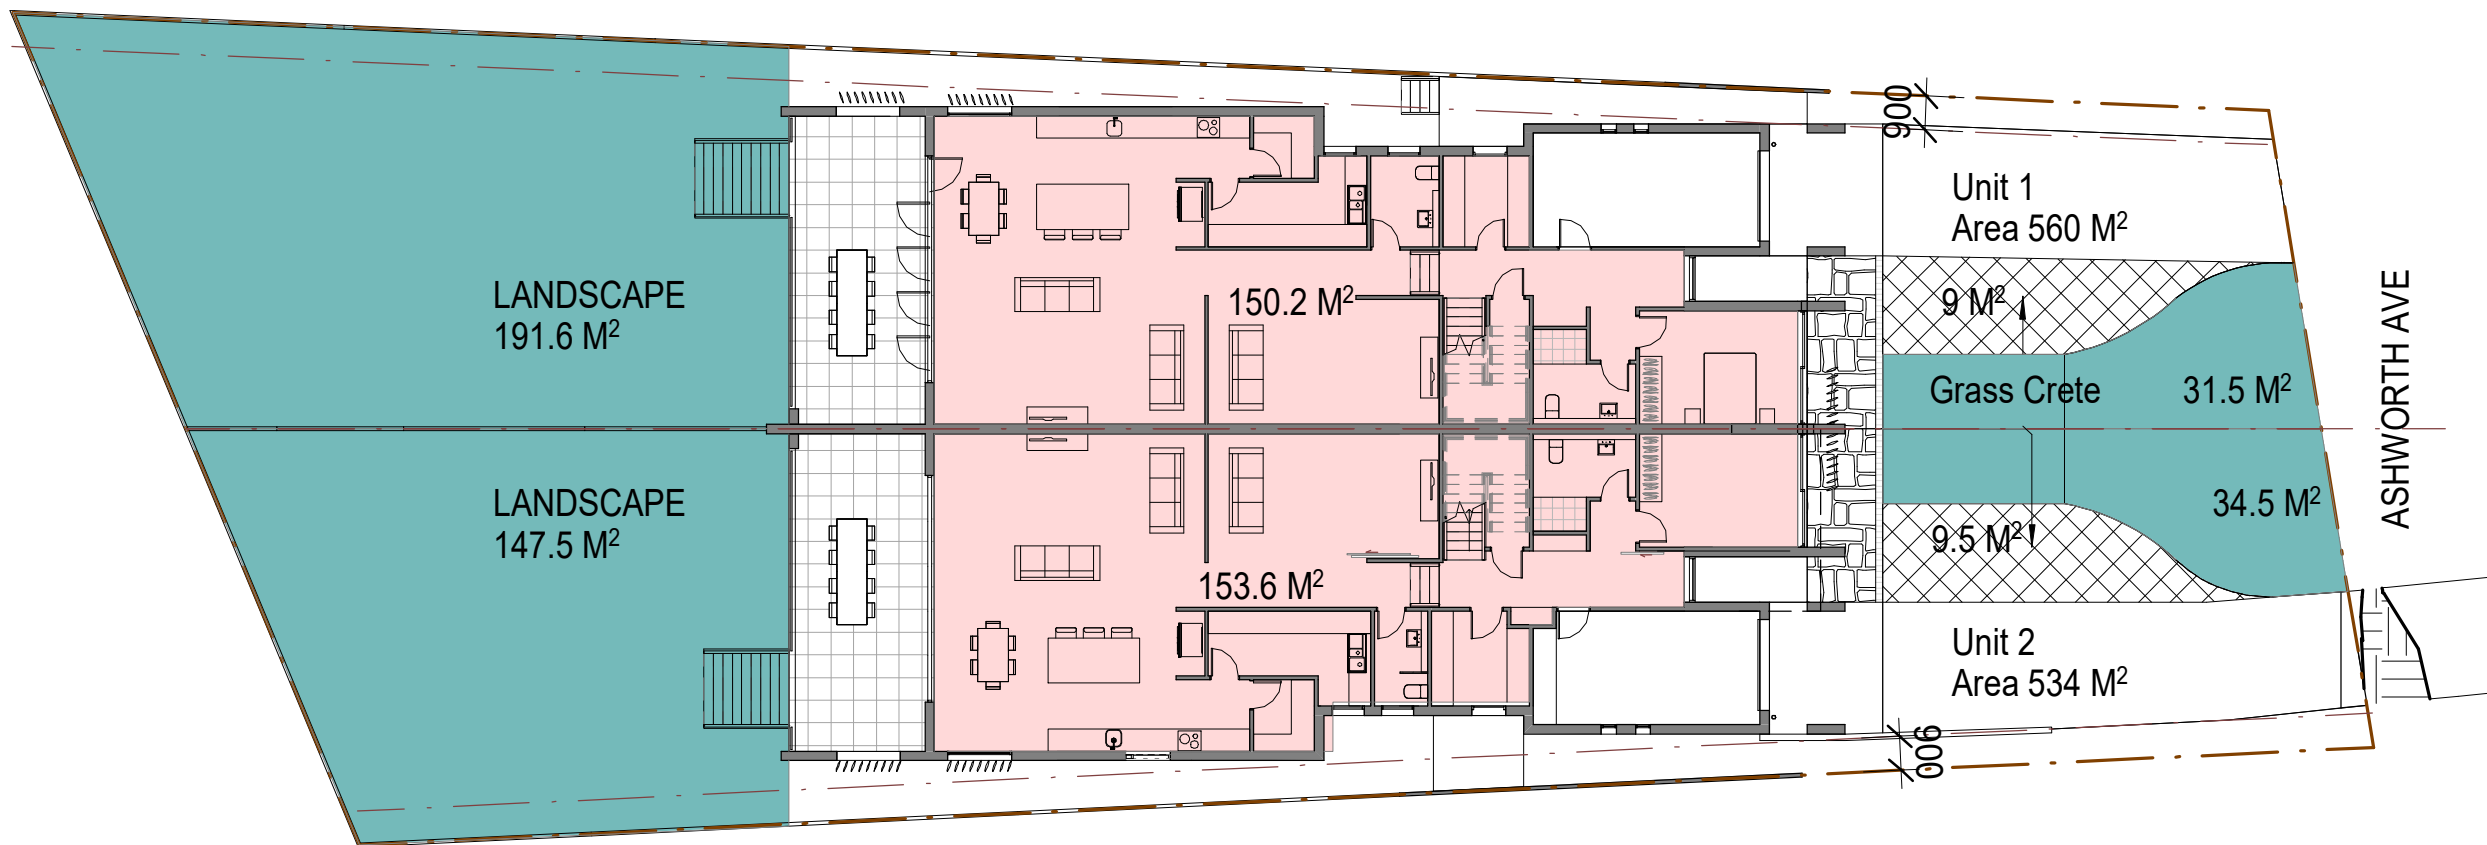 900
Unit 1
Area 560 M²
LANDSCAPE
191.6 M²
150.2 M²
9 M²
Grass Crete
31.5 M²
ASHWORTH AVE
LANDSCAPE
147.5 M²
34.5 M²
9.5 M²
153.6 M²
Unit 2
Area 534 M²
900